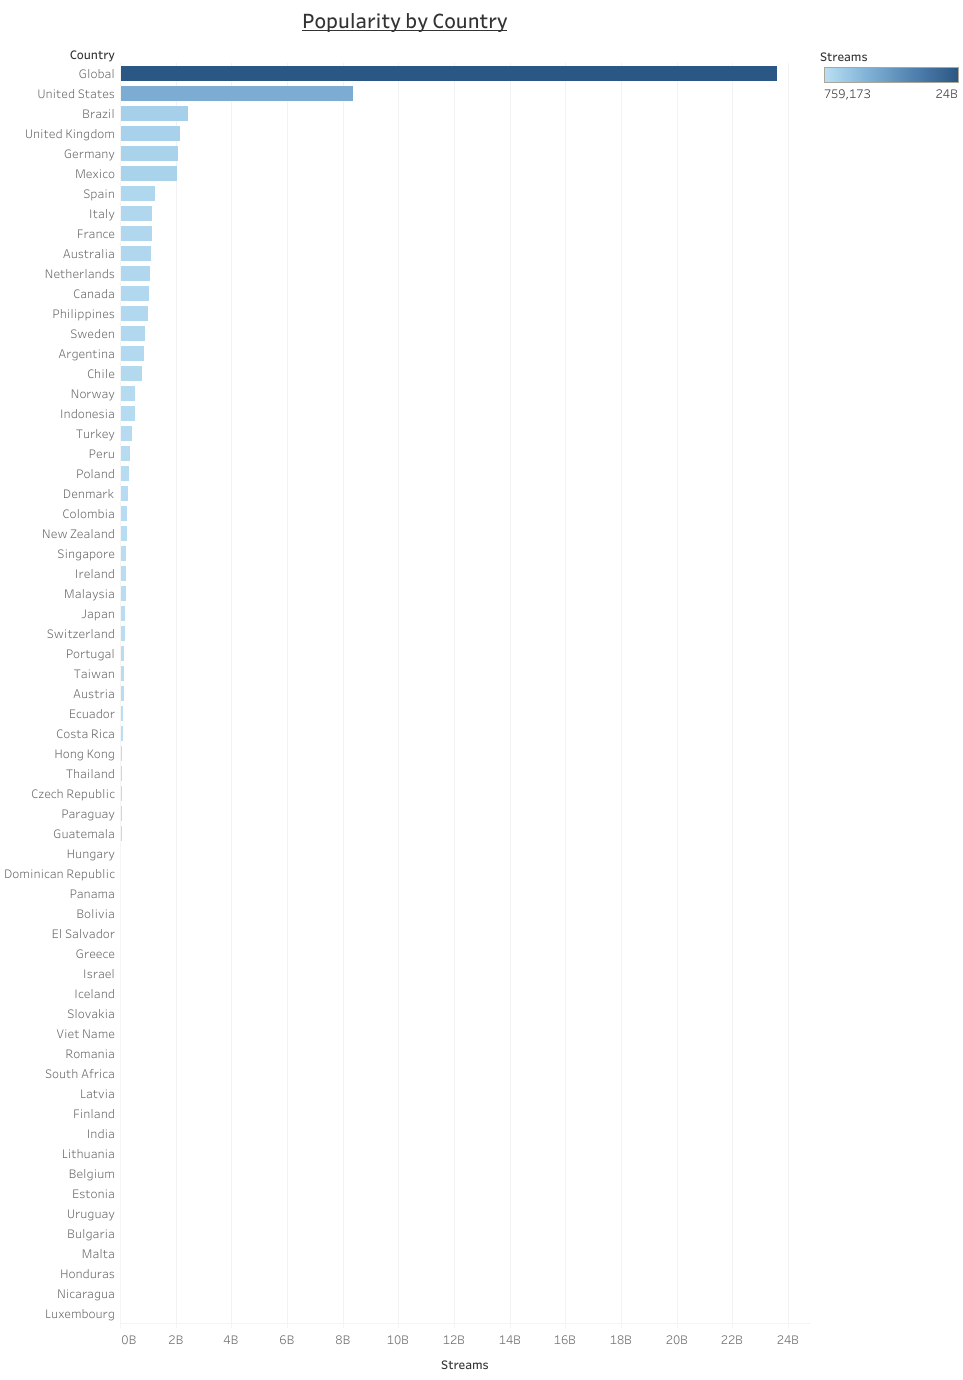 Popularity by Country
Country
Global
United States
Brazil
United Kingdom
Germany
Mexico
Spain
Italy
France
Australia
Netherlands
Canada
Philippines
Sweden
Argentina
Chile
Norway
Indonesia
Turkey
Peru
Poland
Denmark
Colombia
New Zealand
Singapore
Ireland
Malaysia
Japan
Switzerland
Portugal
Taiwan
Austria
Ecuador
Costa Rica
Hong Kong
Thailand
Czech Republic
Paraguay
Guatemala
Hungary
Dominican Republic
Panama
Bolivia
El Salvador
Greece
Israel
Iceland
Slovakia
Viet Name
Romania
South Africa
Latvia
Finland
India
Lithuania
Belgium
Estonia
Uruguay
Bulgaria
Malta
Honduras
Nicaragua
Luxembourg
0B 2B 4B 6B 8B 10B 12B 14B 16B 18B 20B 22B 24B
Streams
Streams
759,173 24B